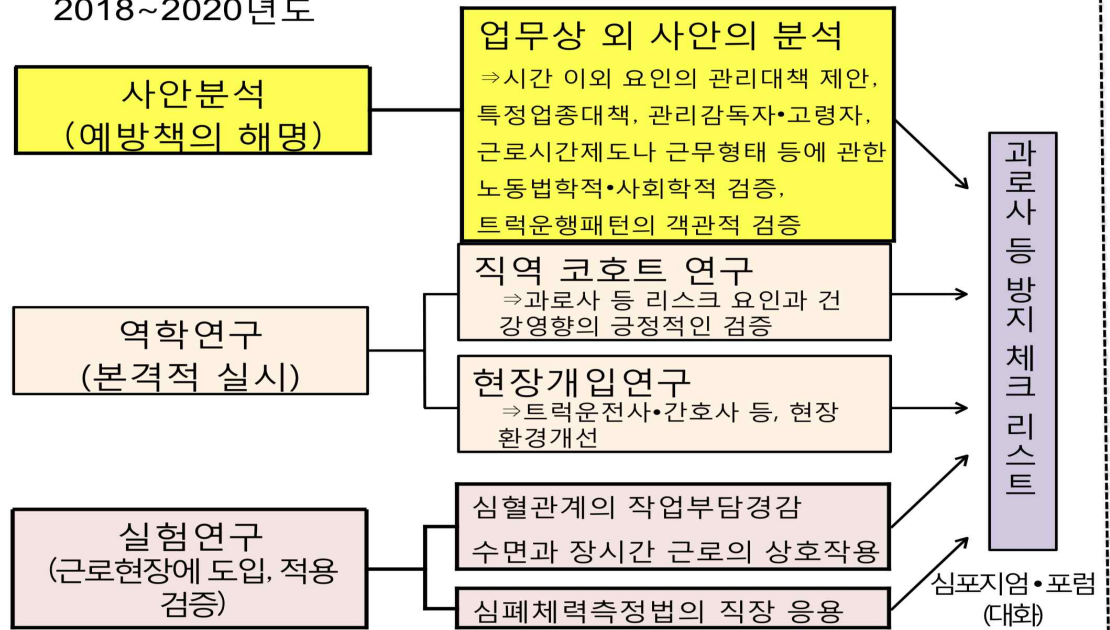 2018~2020년도
사안분석
(예방책의 해명)
업무상 외 사안의 분석
⇒시간 이외 요인의 관리대책 제안,
특정업종대책, 관리감독자•고령자,
근로시간제도나 근무형태 등에 관한
노동법학적•사회학적 검증,
트럭운행패턴의 객관적 검증
역학연구
(본격적 실시)
직역 코호트 연구
⇒과로사 등 리스크 요인과 건
강영향의 긍정적인 검증
현장개입연구
⇒트럭운전사•간호사 등, 현장
환경개선
실험연구
(근로현장에 도입, 적용
검증)
심혈관계의 작업부담경감
수면과 장시간 근로의 상호작용
심폐체력측정법의 직장 응용
과로사 등 방지 체크 리스트
심포지엄•포럼
(대화)